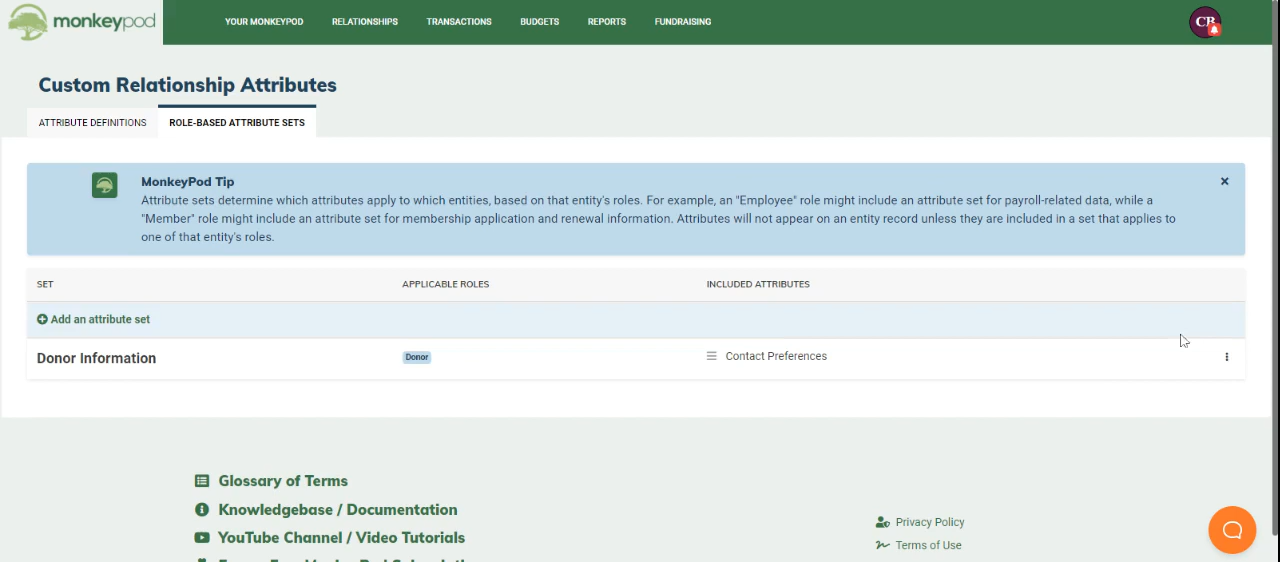 monkeypod
YOUR MONKEYPOD RELATIONSHIPS TRANSACTIONS BUDGETS REPORTS FUNDRAISING
CB
Custom Relationship Attributes
ATTRIBUTE DEFINITIONS ROLE-BASED ATTRIBUTE SETS
MonkeyPod Tip
Attribute sets determine which attributes apply to which entities, based on that entity's roles. For example, an "Employee" role might include an attribute set for payroll-related data, while a
"Member" role might include an attribute set for membership application and renewal information. Attributes will not appear on an entity record unless they are included in a set that applies to
one of that entity's roles.
SET APPLICABLE ROLES INCLUDED ATTRIBUTES
Add an attribute set
Donor Information Donor Contact Preferences
Glossary of Terms
Knowledgebase / Documentation
YouTube Channel / Video Tutorials
Privacy Policy
Terms of Use